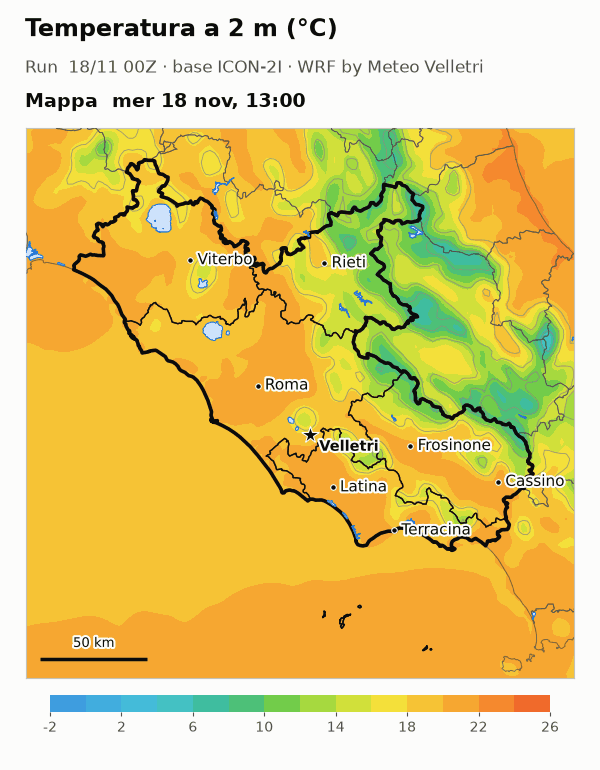 Temperatura a 2 m (°C)
Run  18/11 00Z · base ICON-2I · WRF by Meteo Velletri
Mappa  mer 18 nov, 13:00
Viterbo
Rieti
Roma
Velletri
Frosinone
Latina
Cassino
Terracina
50 km
-2 2 6 10 14 18 22 26